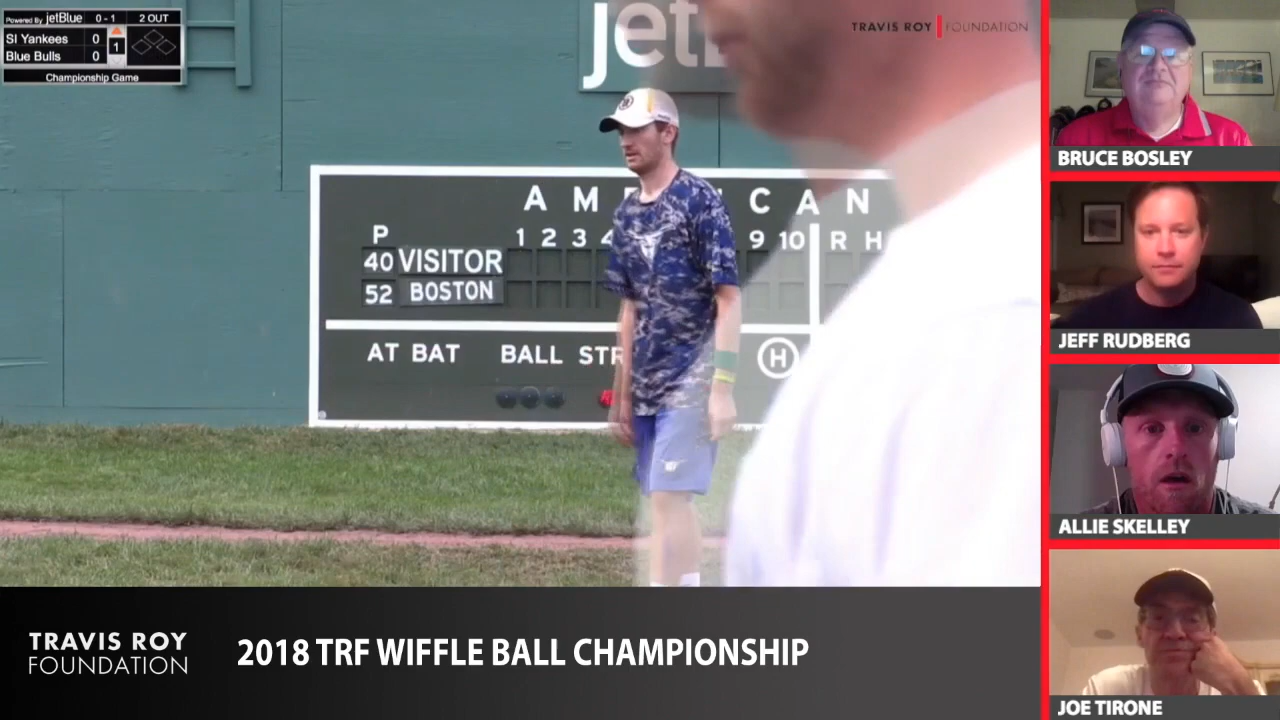 Powered By jetBlue 0 - 1 2 OUT
SI Yankees 0
Blue Bulls 0
1
Championship Game
jet
TRAVIS ROY FOUNDATION
A M E I C A N
P 1 2 3 4 9 10 R H
40 VISITOR
52 BOSTON
AT BAT BALL STR H
BRUCE BOSLEY
JEFF RUDBERG
ALLIE SKELLEY
JOE TIRONE
TRAVIS ROY
FOUNDATION
2018 TRF WIFFLE BALL CHAMPIONSHIP